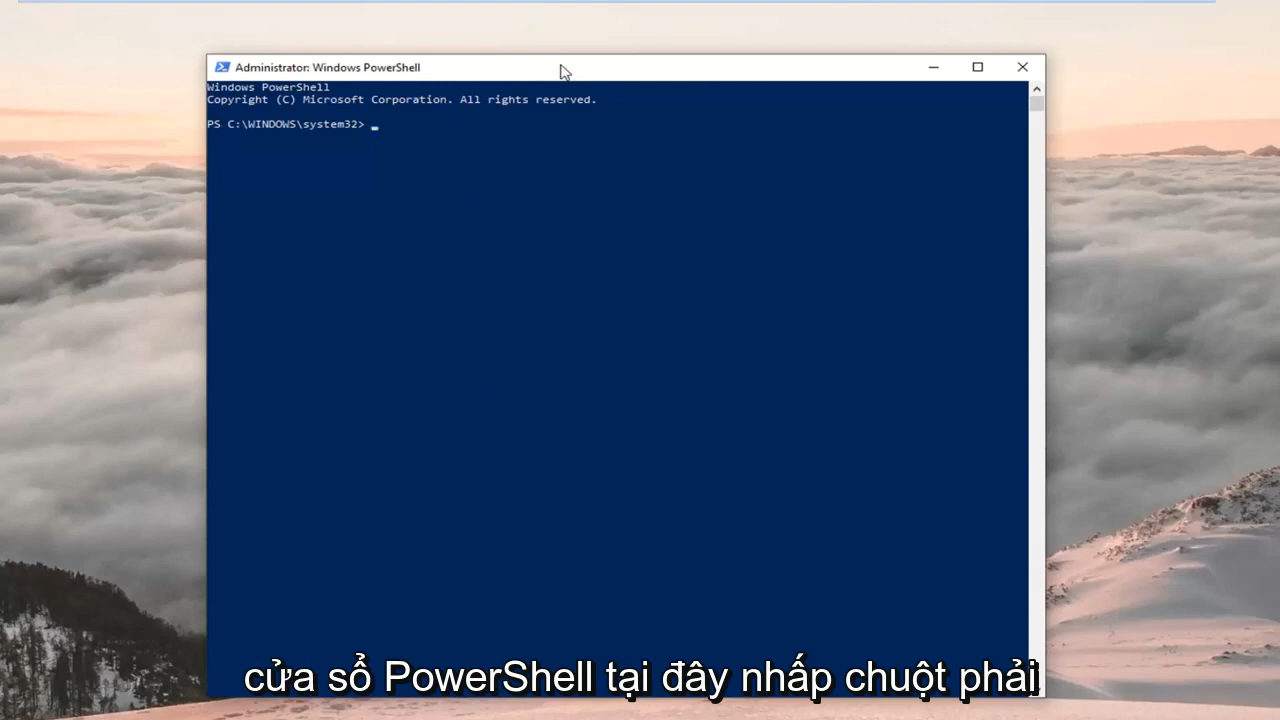 Administrator: Windows PowerShell
Windows PowerShell
Copyright (C) Microsoft Corporation. All rights reserved.
PS C:\WINDOWS\system32>
cửa sổ PowerShell tại đây nhấp chuột phải